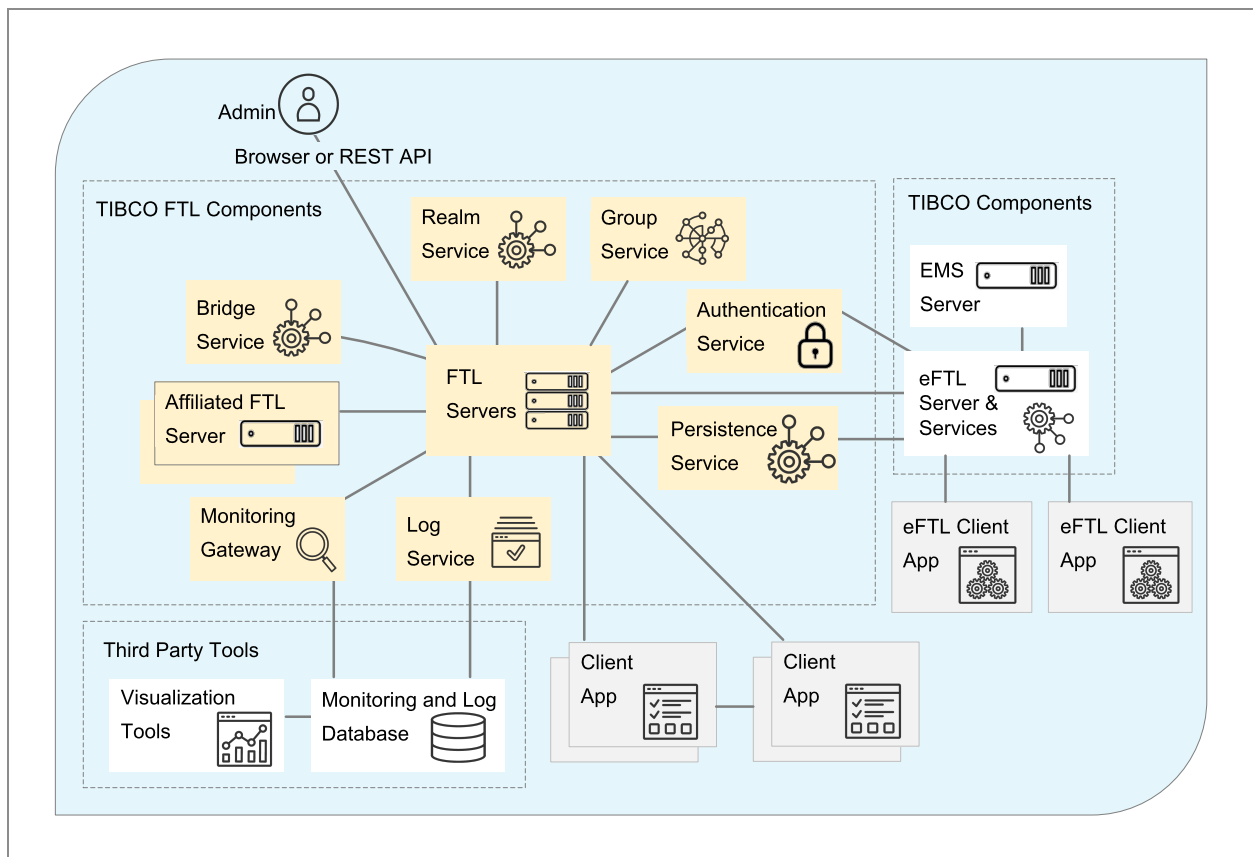 Admin
Browser or REST API
TIBCO FTL Components
Realm
Service
Group
Service
Bridge
Service
Authentication
Service
FTL
Servers
Affiliated FTL
Server
Persistence
Service
Monitoring
Gateway
Log
Service
TIBCO Components
EMS
Server
eFTL
Server &
Services
eFTL Client
App
eFTL Client
App
Third Party Tools
Visualization
Tools
Monitoring and Log
Database
Client
App
Client
App